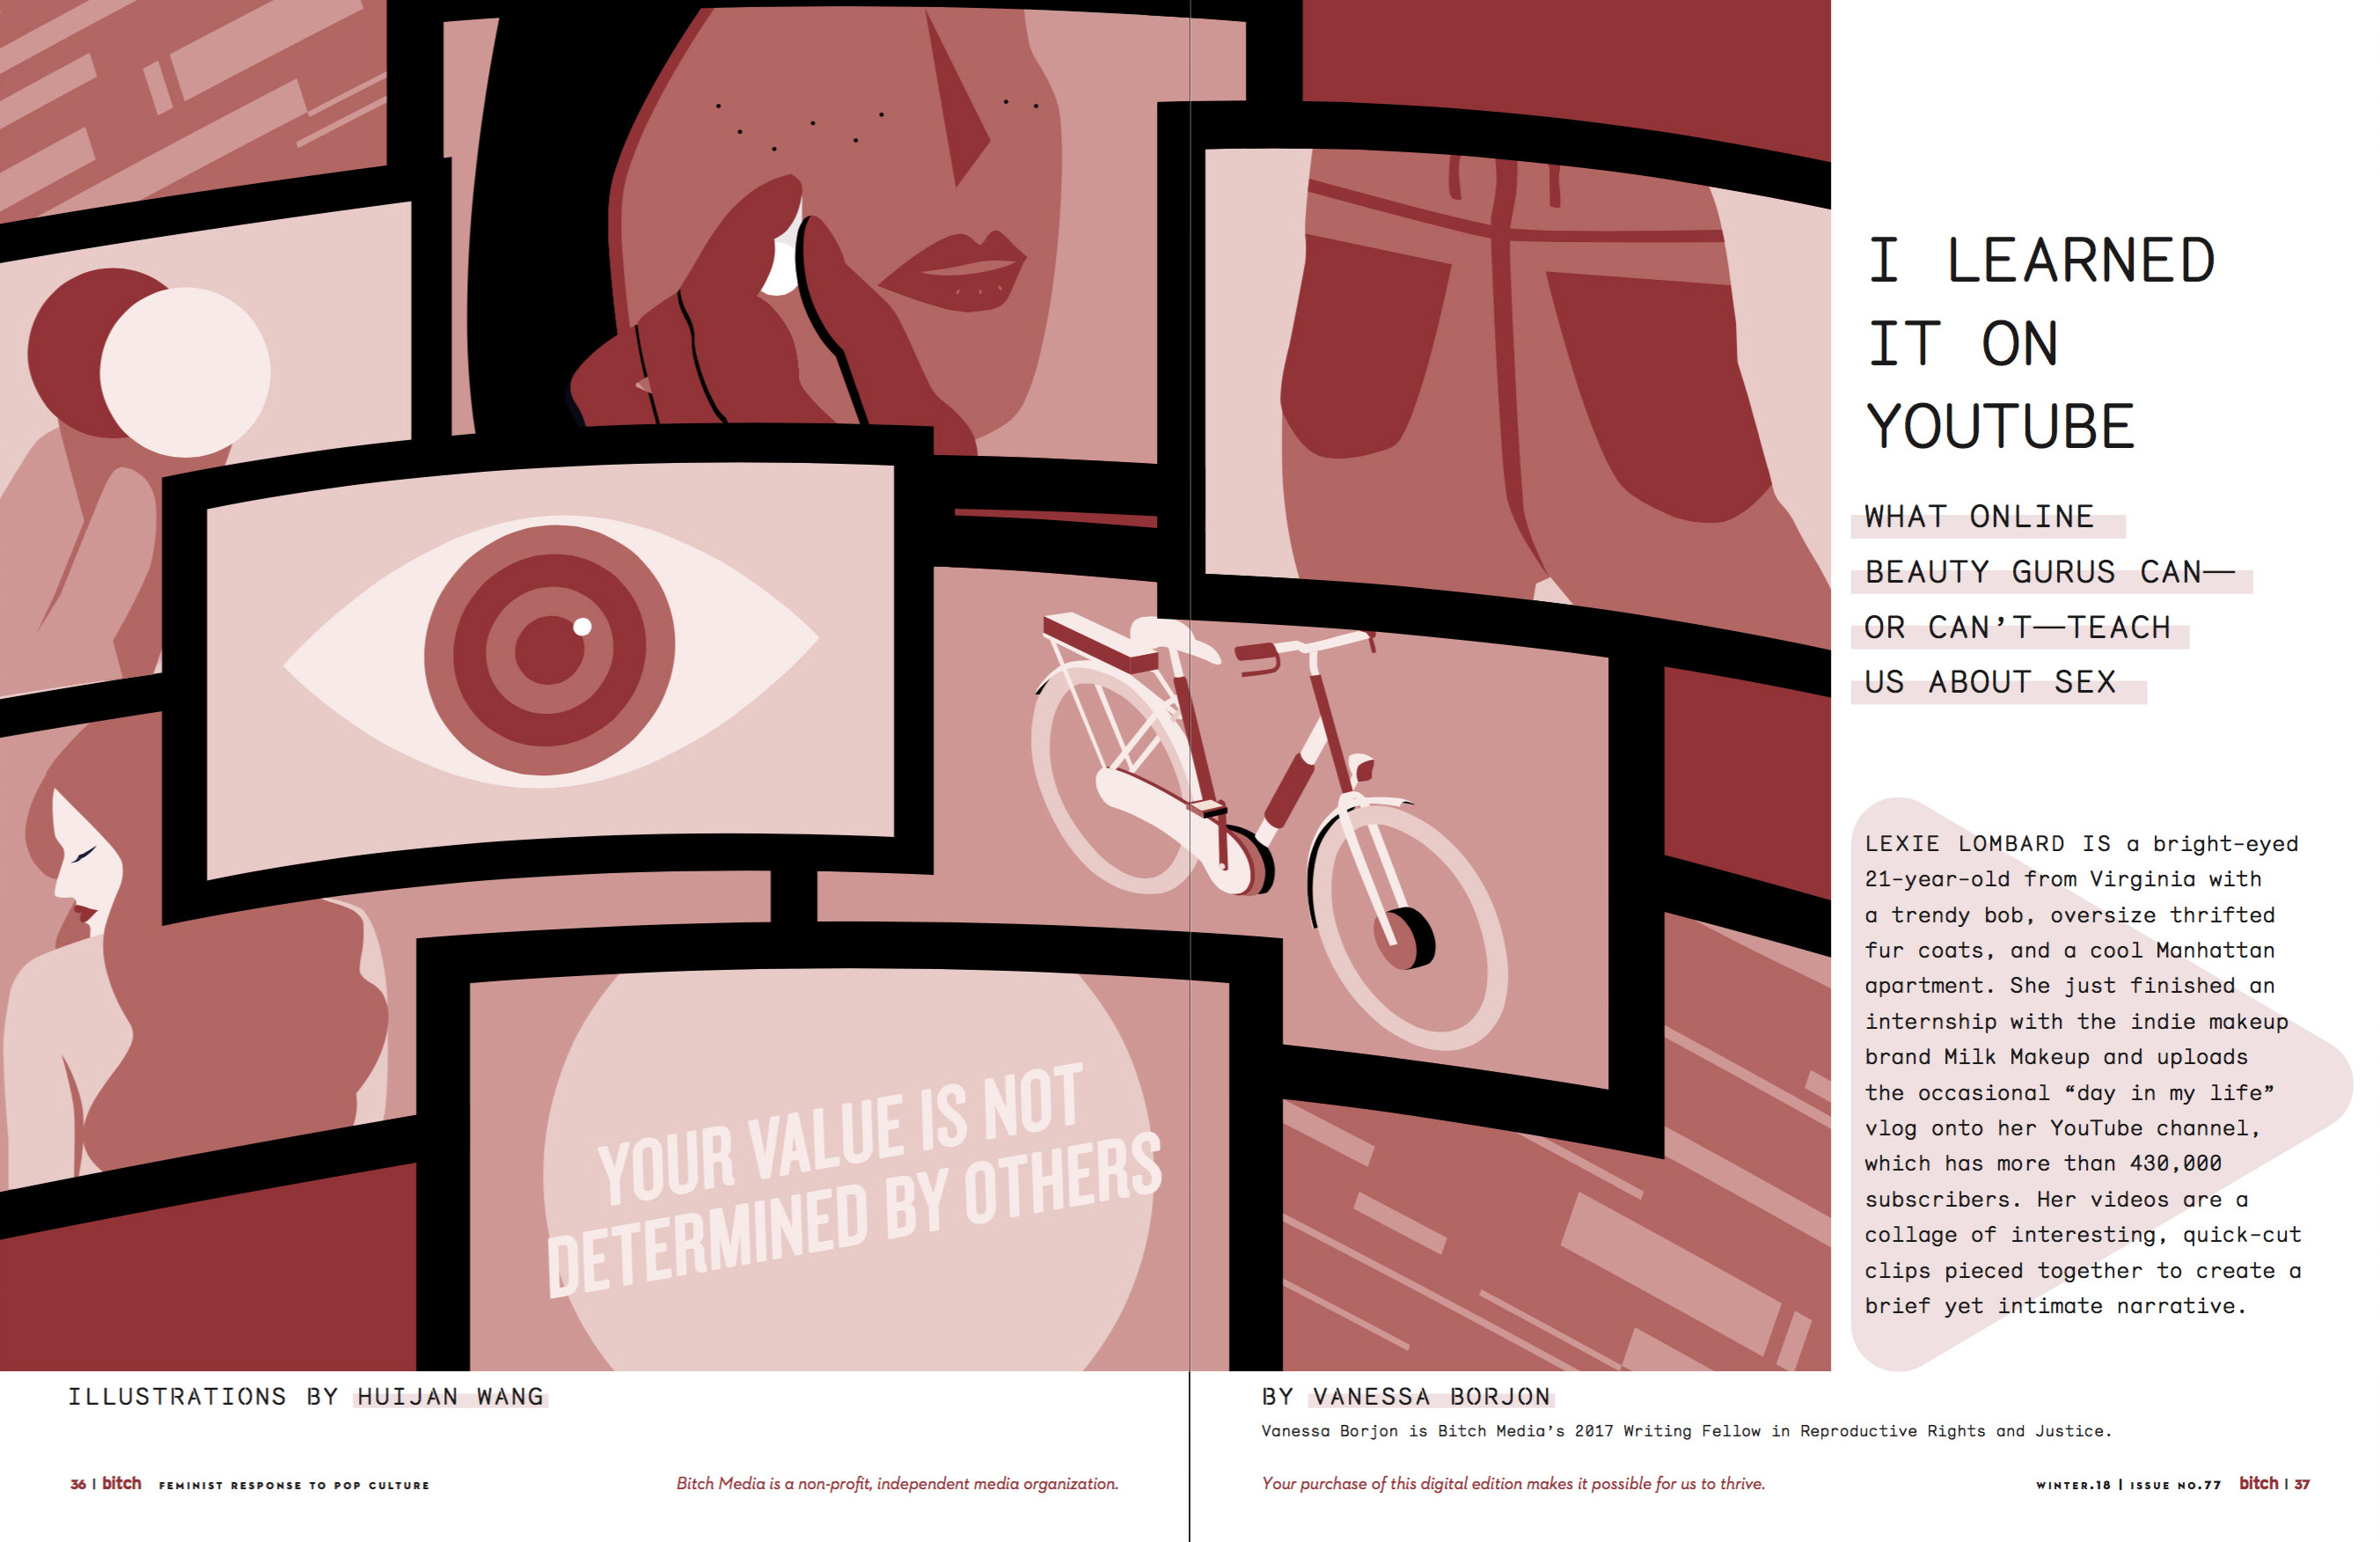 YOUR VALUE IS NOT
DETERMINED BY OTHERS
I LEARNED
IT ON
YOUTUBE
WHAT ONLINE
BEAUTY GURUS CAN—
OR CAN’T—TEACH
US ABOUT SEX
LEXIE LOMBARD IS a bright-eyed
21-year-old from Virginia with
a trendy bob, oversize thrifted
fur coats, and a cool Manhattan
apartment. She just finished an
internship with the indie makeup
brand Milk Makeup and uploads
the occasional “day in my life”
vlog onto her YouTube channel,
which has more than 430,000
subscribers. Her videos are a
collage of interesting, quick-cut
clips pieced together to create a
brief yet intimate narrative.
ILLUSTRATIONS BY HUIJAN WANG
BY VANESSA BORJON
Vanessa Borjon is Bitch Media’s 2017 Writing Fellow in Reproductive Rights and Justice.
36 | bitch FEMINIST RESPONSE TO POP CULTURE
Bitch Media is a non-profit, independent media organization.
Your purchase of this digital edition makes it possible for us to thrive.
WINTER.18 | ISSUE NO.77 bitch | 37